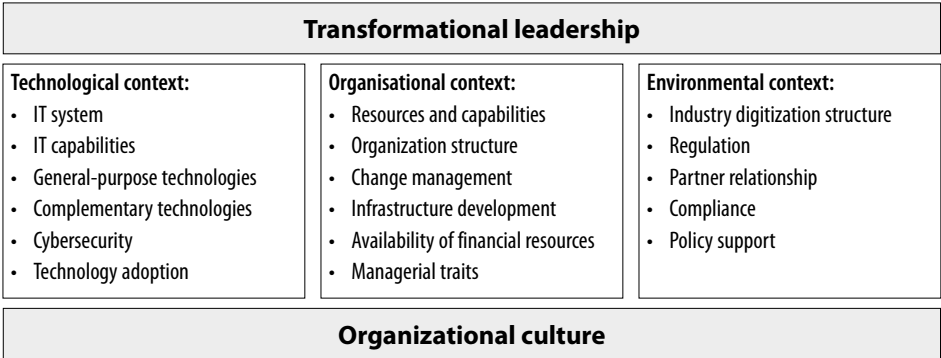 Transformational leadership
Technological context:
• IT system
• IT capabilities
• General-purpose technologies
• Complementary technologies
• Cybersecurity
• Technology adoption
Organisational context:
• Resources and capabilities
• Organization structure
• Change management
• Infrastructure development
• Availability of financial resources
• Managerial traits
Environmental context:
• Industry digitization structure
• Regulation
• Partner relationship
• Compliance
• Policy support
Organizational culture